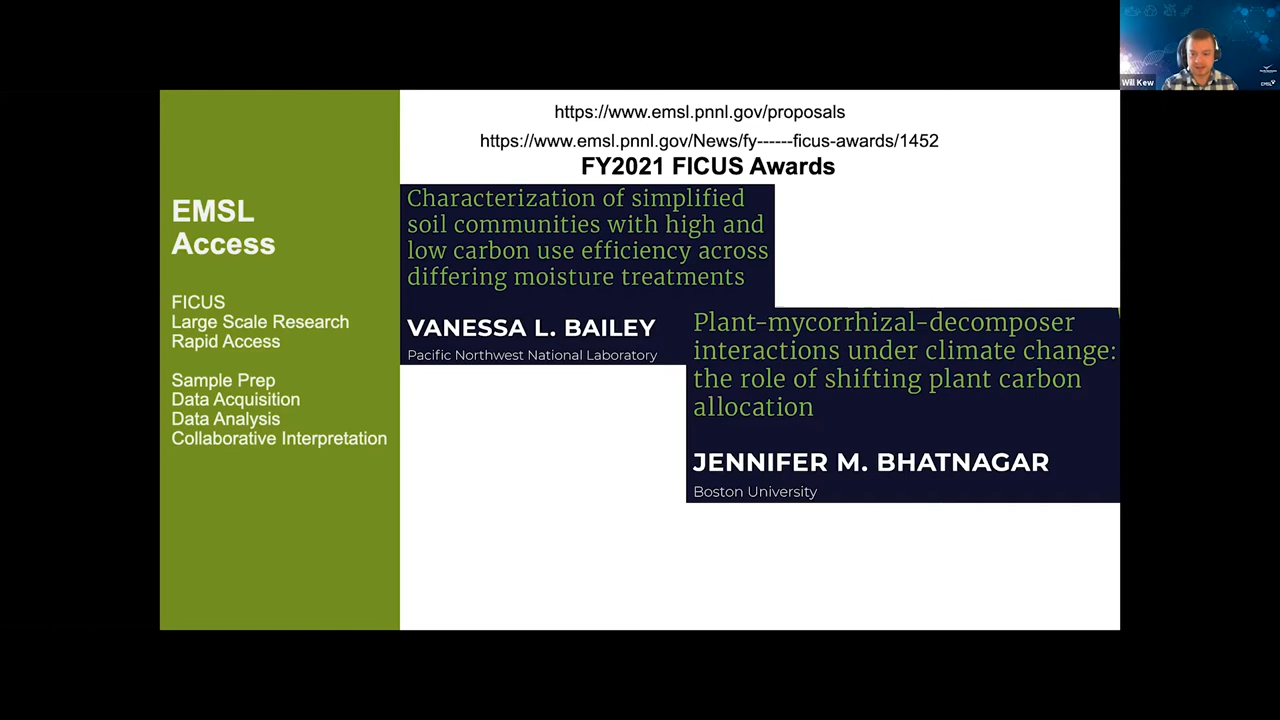 Will Kew
https://www.emsl.pnnl.gov/proposals
https://www.emsl.pnnl.gov/News/fy------ficus-awards/1452
FY2021 FICUS Awards
EMSL
Access
FICUS
Large Scale Research
Rapid Access
Sample Prep
Data Acquisition
Data Analysis
Collaborative Interpretation
Characterization of simplified
soil communities with high and
low carbon use efficiency across
differing moisture treatments
VANESSA L. BAILEY
Pacific Northwest National Laboratory
Plant-mycorrhizal-decomposer
interactions under climate change:
the role of shifting plant carbon
allocation
JENNIFER M. BHATNAGAR
Boston University